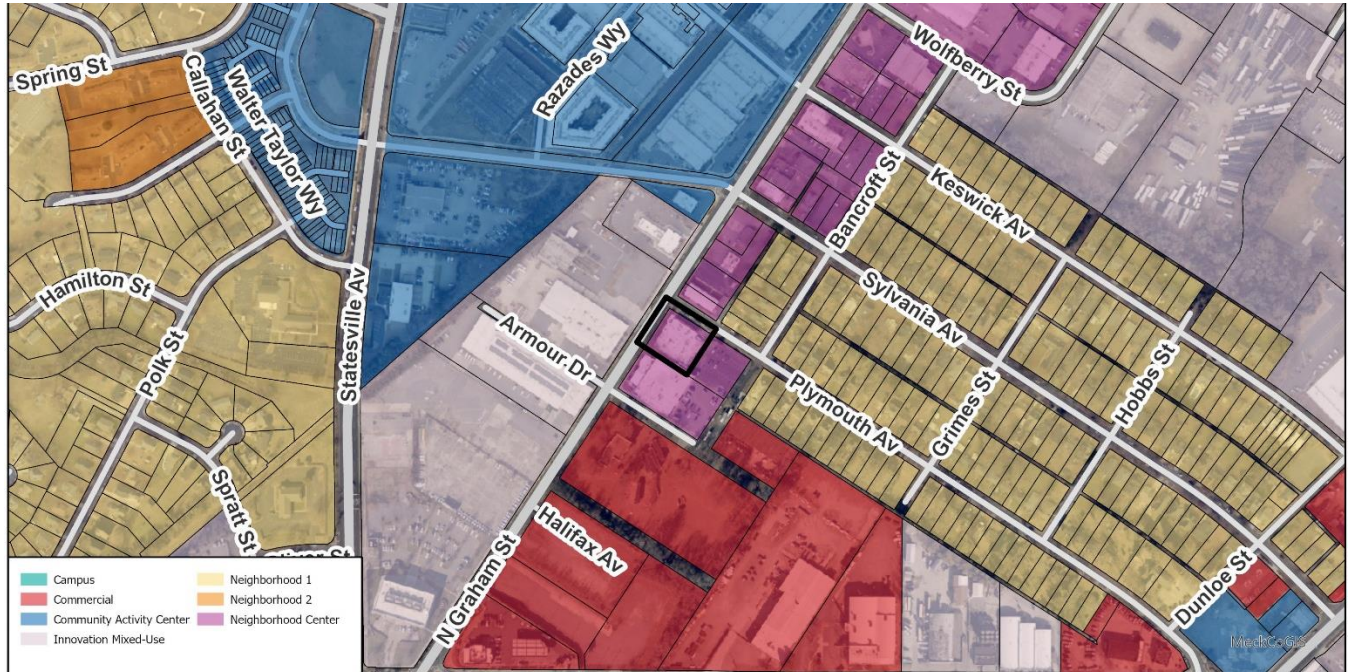 Wolfberry St
Spring St
Callahan St
Walter Taylor Wy
Razades Wy
Bancroft St
Keswick Av
Hamilton St
Polk St
Statesville Av
Armour Dr
Sylvania Av
Plymouth Av
Grimes St
Hobbs St
Spratt St
N Graham St
Halifax Av
Dunloe St
Campus
Commercial
Community Activity Center
Innovation Mixed-Use
Neighborhood 1
Neighborhood 2
Neighborhood Center
MeckCoGIS